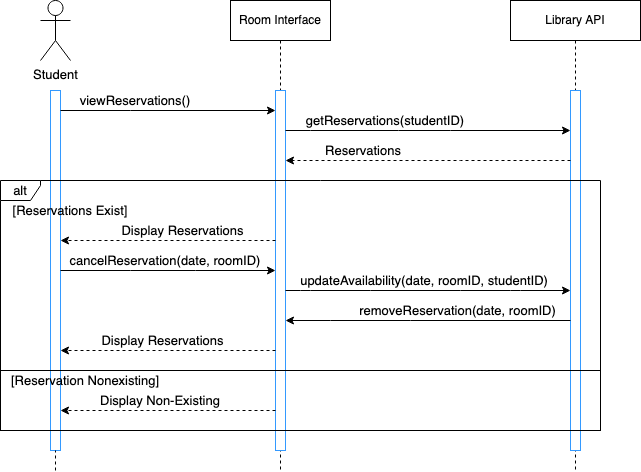 Room Interface
Library API
Student
viewReservations()
getReservations(studentID)
Reservations
alt
[Reservations Exist]
Display Reservations
cancelReservation(date, roomID)
updateAvailability(date, roomID, studentID)
removeReservation(date, roomID)
Display Reservations
[Reservation Nonexisting]
Display Non-Existing